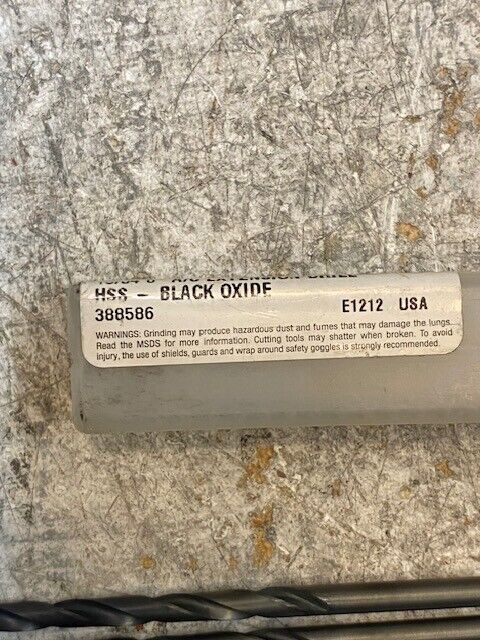 A/C EXTENSION DRILL
HSS - BLACK OXIDE
388586 E1212 USA
WARNINGS: Grinding may produce hazardous dust and fumes that may damage the lungs.
Read the MSDS for more information. Cutting tools may shatter when broken. To avoid
injury, the use of shields, guards and wrap around safety goggles is strongly recommended.